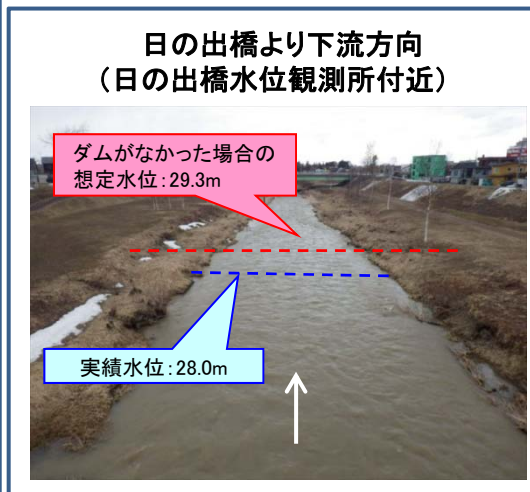 日の出橋より下流方向
（日の出橋水位観測所付近）
ダムがなかった場合の
想定水位：29.3m
実績水位：28.0m